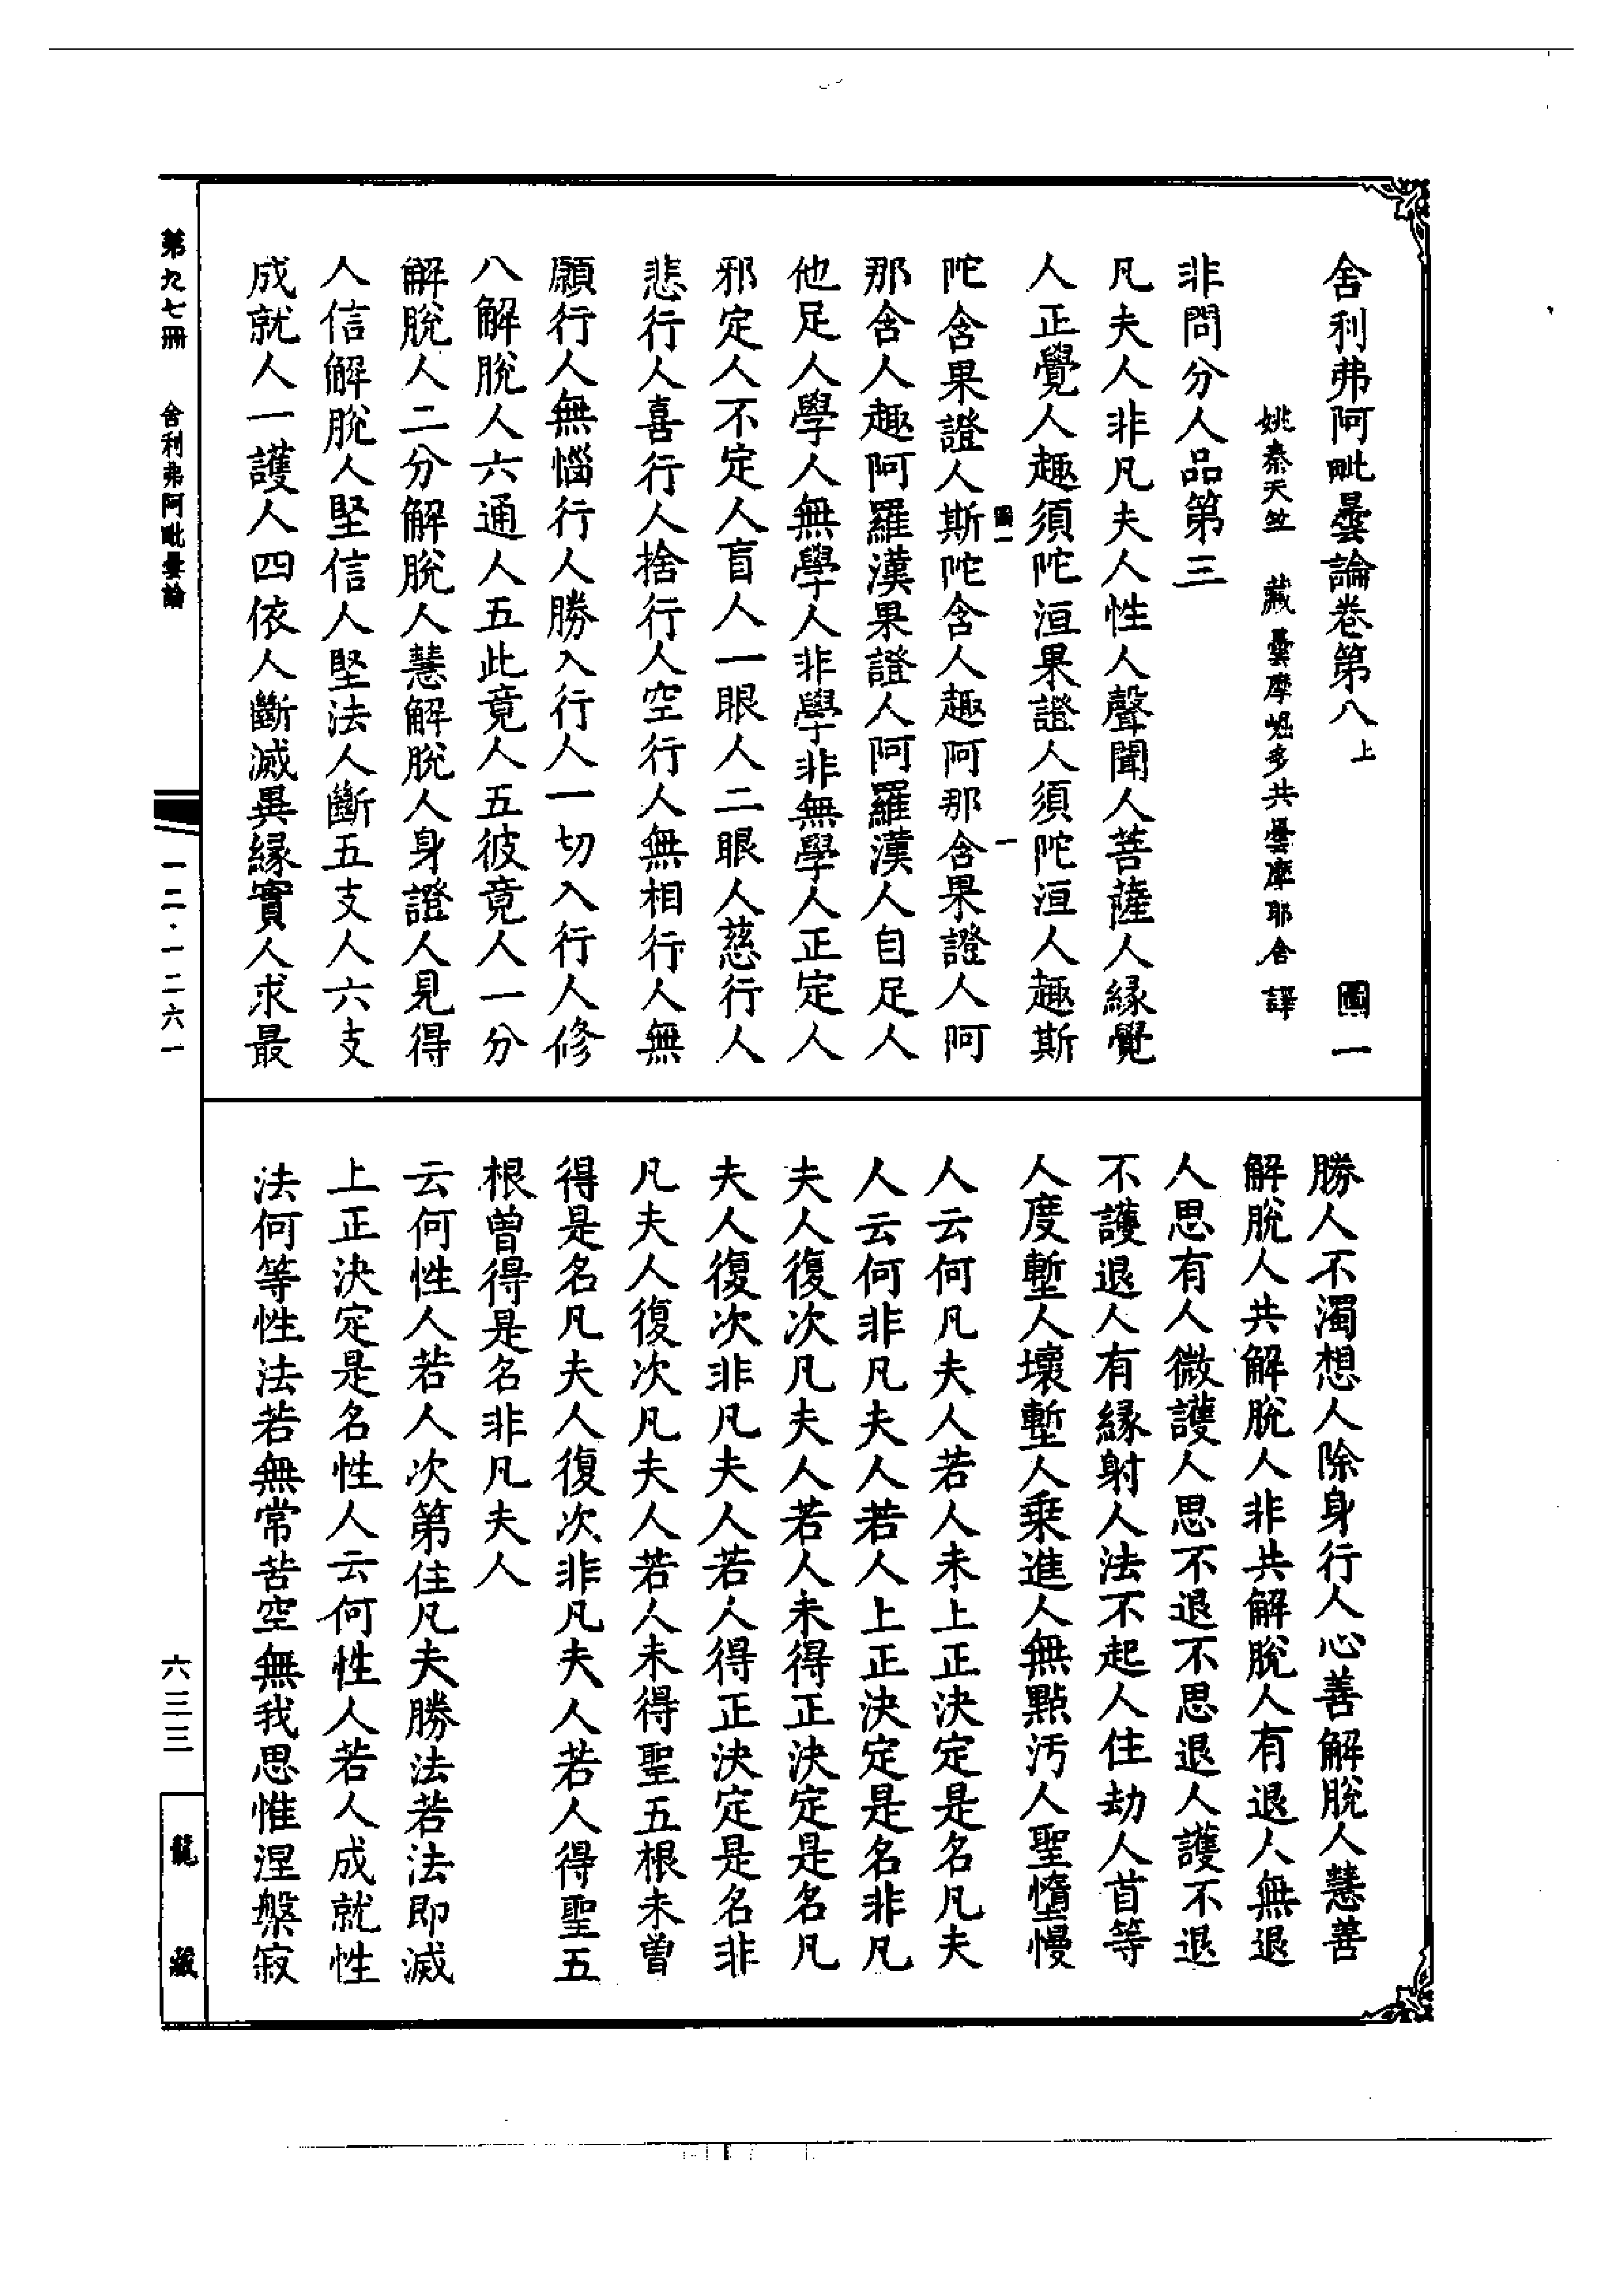 舍利弗阿毗曇論卷第八上 圖一
姚秦天竺三藏曇摩崛多共曇摩耶舍譯
非問分人品第三
凡夫人非凡夫人性人聲聞人菩薩人緣覺
人正覺人趣須陀洹果證人須陀洹人趣斯
圖一 一
陀含果證人斯陀含人趣阿那含果證人阿
那含人趣阿羅漢果證人阿羅漢人自足人
他足人學人無學人非學非無學人正定人
邪定人不定人盲人一眼人二眼人慈行人
悲行人喜行人捨行人空行人無相行人無
願行人無惱行人勝入行人一切入行人修
八解脫人六通人五此竟人五彼竟人一分
解脫人二分解脫人慧解脫人身證人見得
人信解脫人堅信人堅法人斷五支人六支
成就人一護人四依人斷滅異緣實人求最
勝人不濁想人除身行人心善解脫人慧善
解脫人共解脫人非共解脫人有退人無退
人思有人微護人思不退不思退人護不退
不護退人有緣射人法不起人住劫人首等
人度塹人壞塹人乘進人無點污人聖墮慢
人云何凡夫人若人未上正決定是名凡夫
人云何非凡夫人若人上正決定是名非凡
夫人復次凡夫人若人未得正決定是名凡
夫人復次非凡夫人若人得正決定是名非
凡夫人復次凡夫人若人未得聖五根未曾
得是名凡夫人復次非凡夫人若人得聖五
根曾得是名非凡夫人
云何性人若人次第住凡夫勝法若法即滅
上正決定是名性人云何性人若人成就性
法何等性法若無常苦空無我思惟涅槃寂
第九七冊 舍利弗阿毗曇論
一二·一二六一
六三三
龍藏